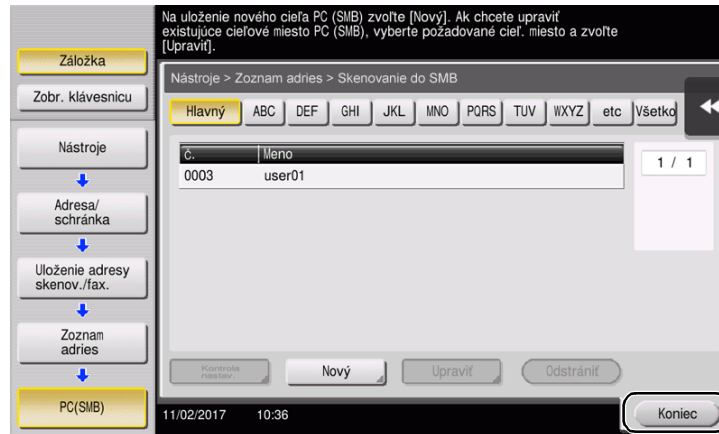 Na uloženie nového cieľa PC (SMB) zvoľte [Nový]. Ak chcete upraviť
existujúce cieľové miesto PC (SMB), vyberte požadované cieľ. miesto a zvoľte
[Upraviť].
Záložka
Zobr. klávesnicu
Nástroje
Adresa/
schránka
Uloženie adresy
skenov./fax.
Zoznam
adries
PC(SMB)
Nástroje > Zoznam adries > Skenovanie do SMB
Hlavný ABC DEF GHI JKL MNO PQRS TUV WXYZ etc Všetko
č. Meno
0003 user01
1 / 1
Kontrola
nastav.
Nový Upraviť Odstrániť
11/02/2017 10:36
Koniec